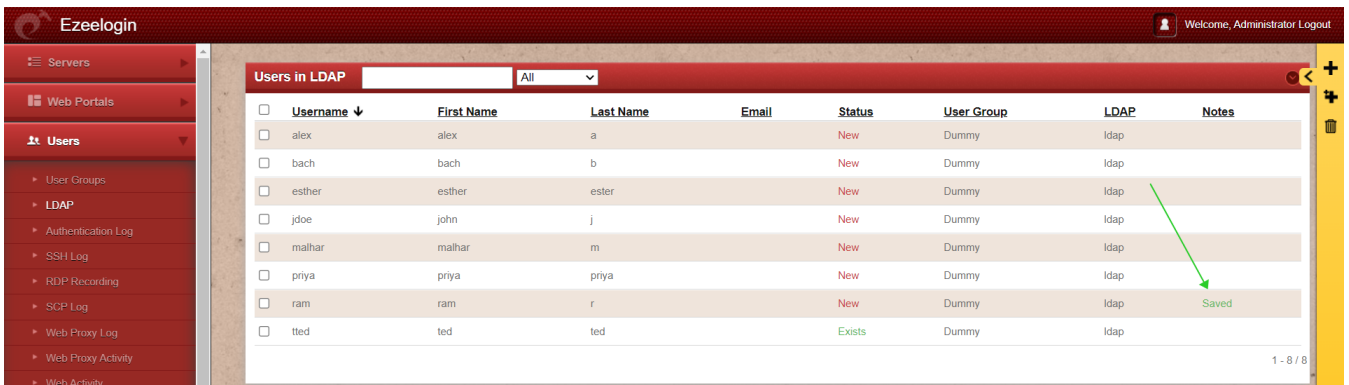 Ezeelogin
Welcome, Administrator Logout
Servers
Web Portals
Users
User Groups
LDAP
Authentication Log
SSH Log
RDP Recording
SCP Log
Web Proxy Log
Web Proxy Activity
Web Activity
Users in LDAP All
Username First Name Last Name Email Status User Group LDAP Notes
alex alex a New Dummy ldap
bach bach b New Dummy ldap
esther esther ester New Dummy ldap
jdoe john j New Dummy ldap
malhar malhar m New Dummy ldap
priya priya priya New Dummy ldap
ram ram r New Dummy ldap Saved
tted ted ted Exists Dummy ldap
1 - 8 / 8